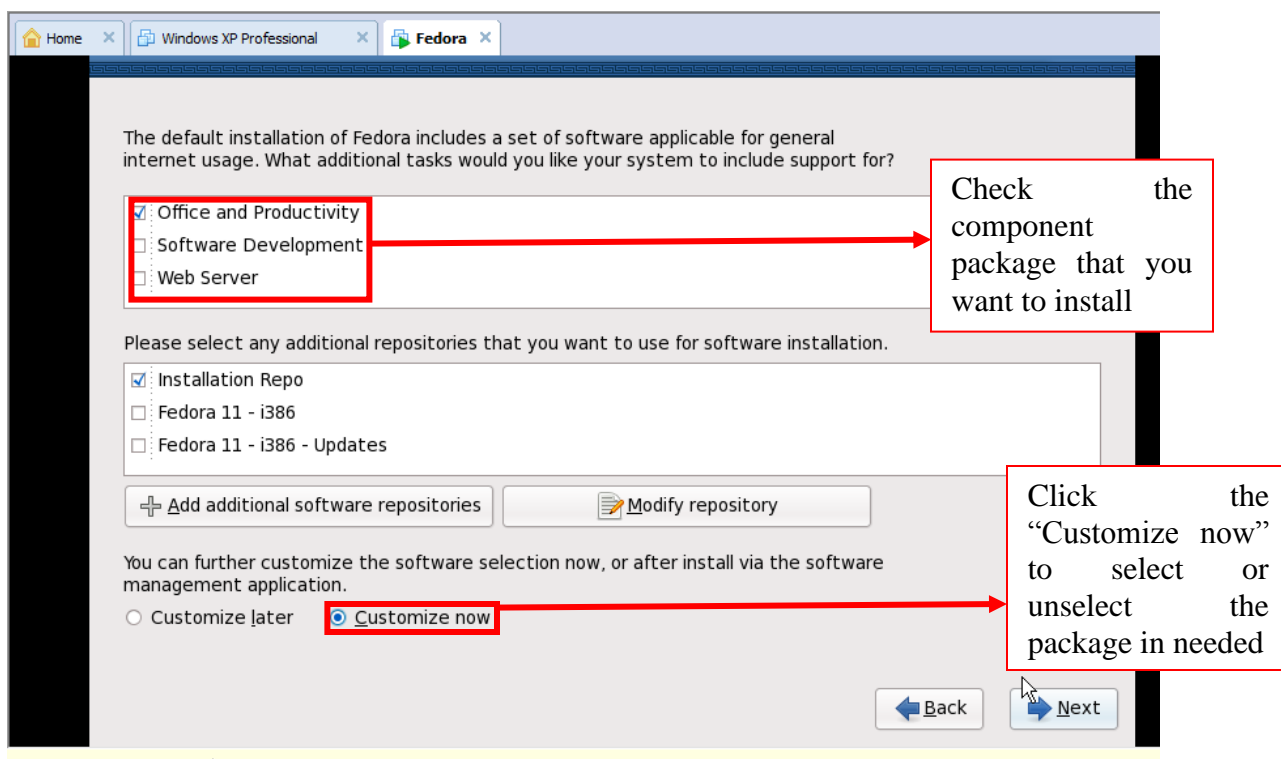 Home
Windows XP Professional
Fedora
The default installation of Fedora includes a set of software applicable for general
internet usage. What additional tasks would you like your system to include support for?
Office and Productivity
Software Development
Web Server
Check the
component
package that you
want to install
Please select any additional repositories that you want to use for software installation.
Installation Repo
Fedora 11 - i386
Fedora 11 - i386 - Updates
Add additional software repositories
Modify repository
Click the
“Customize now”
to select or
unselect the
package in needed
You can further customize the software selection now, or after install via the software
management application.
Customize later
Customize now
Back
Next